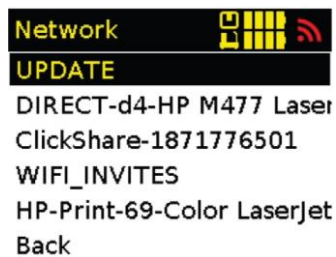 Network
UPDATE
DIRECT-d4-HP M477 Laser
ClickShare-1871776501
WIFI_INVITES
HP-Print-69-Color LaserJet
Back